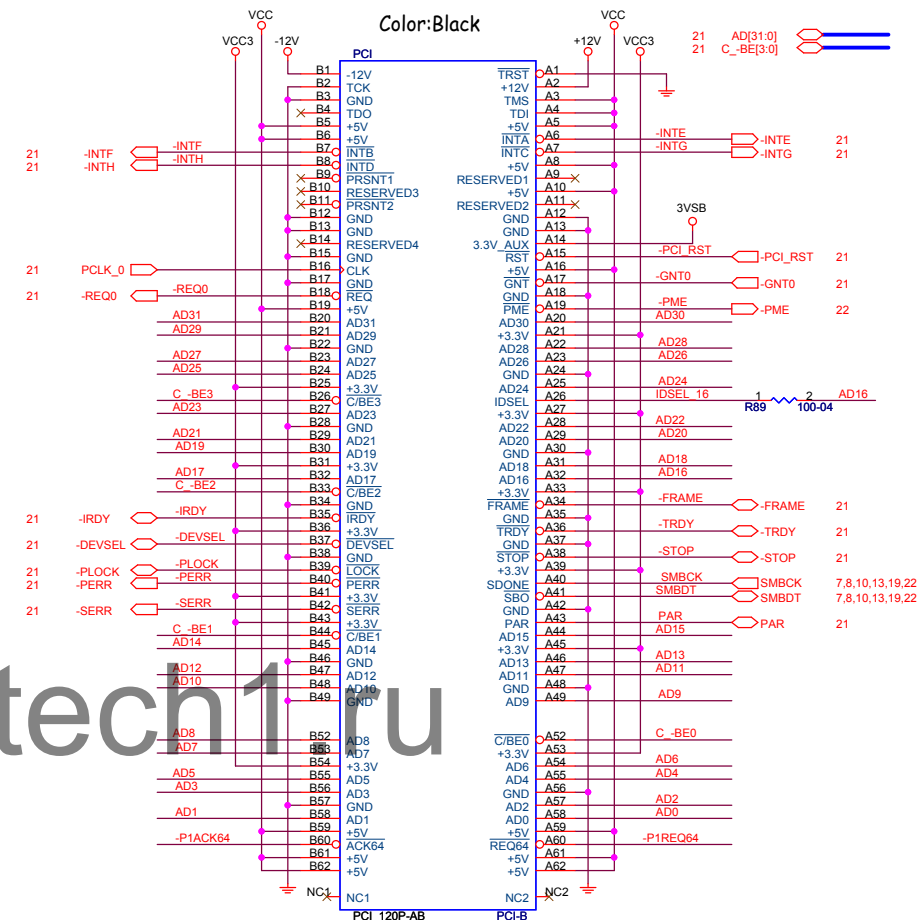 Color:Black
VCC
VCC3
-12V
VCC
+12V
VCC3
21 AD[31:0]
21 C_-BE[3:0]
PCI
B1 -12V TRST A1
B2 TCK +12V A2
B3 GND TMS A3
B4 TDO TDI A4
B5 +5V +5V A5
B6 +5V INTA A6 -INTE -INTE 21
21 -INTF -INTF B7 INTB INTC A7 -INTG -INTG 21
21 -INTH -INTH B8 INTD +5V A8
B9 PRSNT1 RESERVED1 A9
B10 RESERVED3 +5V A10
B11 PRSNT2 RESERVED2 A11
B12 GND GND A12
B13 GND GND A13
3VSB
B14 RESERVED4 3.3V_AUX A14
B15 GND RST A15 -PCI_RST -PCI_RST 21
21 PCLK_0 B16 CLK +5V A16
B17 GND GNT A17 -GNT0 -GNT0 21
21 -REQ0 -REQ0 B18 REQ GND A18
B19 +5V PME A19 -PME -PME 22
AD31 B20 AD31 AD30 A20 AD30
AD29 B21 AD29 +3.3V A21
B22 GND AD28 A22 AD28
AD27 B23 AD27 AD26 A23 AD26
AD25 B24 AD25 GND A24
B25 +3.3V AD24 A25 AD24
C_-BE3 B26 C/BE3 IDSEL A26 IDSEL_16 1 R89 2 100-04 AD16
AD23 B27 AD23 +3.3V A27
B28 GND AD22 A28 AD22
AD21 B29 AD21 AD20 A29 AD20
AD19 B30 AD19 GND A30
B31 +3.3V AD18 A31 AD18
AD17 B32 AD17 AD16 A32 AD16
C_-BE2 B33 C/BE2 +3.3V A33
B34 GND FRAME A34 -FRAME -FRAME 21
21 -IRDY -IRDY B35 IRDY GND A35
B36 +3.3V TRDY A36 -TRDY -TRDY 21
21 -DEVSEL -DEVSEL B37 DEVSEL GND A37
B38 GND STOP A38 -STOP -STOP 21
21 -PLOCK -PLOCK B39 LOCK +3.3V A39
21 -PERR -PERR B40 PERR SDONE A40 SMBCK SMBCK 7,8,10,13,19,22
B41 +3.3V SBO A41 SMBDT SMBDT 7,8,10,13,19,22
21 -SERR -SERR B42 SERR GND A42
B43 +3.3V PAR A43 PAR PAR 21
C_-BE1 B44 C/BE1 AD15 A44 AD15
AD14 B45 AD14 +3.3V A45
B46 GND AD13 A46 AD13
AD12 B47 AD12 AD11 A47 AD11
AD10 B48 AD10 GND A48
B49 GND AD9 A49 AD9
tech1.ru
AD8 B52 AD8 C/BE0 A52 C_-BE0
AD7 B53 AD7 +3.3V A53
B54 +3.3V AD6 A54 AD6
AD5 B55 AD5 AD4 A55 AD4
AD3 B56 AD3 GND A56
B57 GND AD2 A57 AD2
AD1 B58 AD1 AD0 A58 AD0
B59 +5V +5V A59
-P1ACK64 B60 ACK64 REQ64 A60 -P1REQ64
B61 +5V +5V A61
B62 +5V +5V A62
NC1 NC1 NC2 NC2
PCI_120P-AB PCI-B